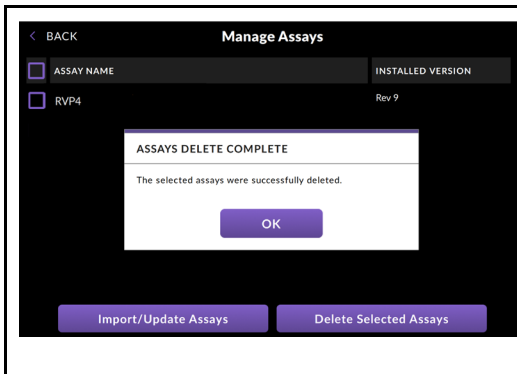 BACK
Manage Assays
ASSAY NAME
INSTALLED VERSION
RVP4
Rev 9
ASSAYS DELETE COMPLETE
The selected assays were successfully deleted.
OK
Import/Update Assays
Delete Selected Assays